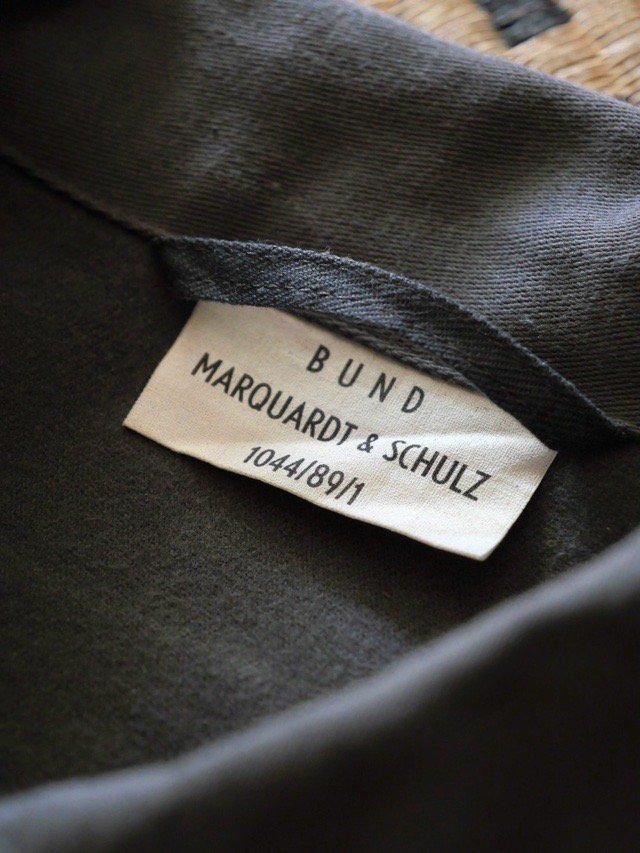 BUND
MARQUARDT & SCHULZ
1044/89/1